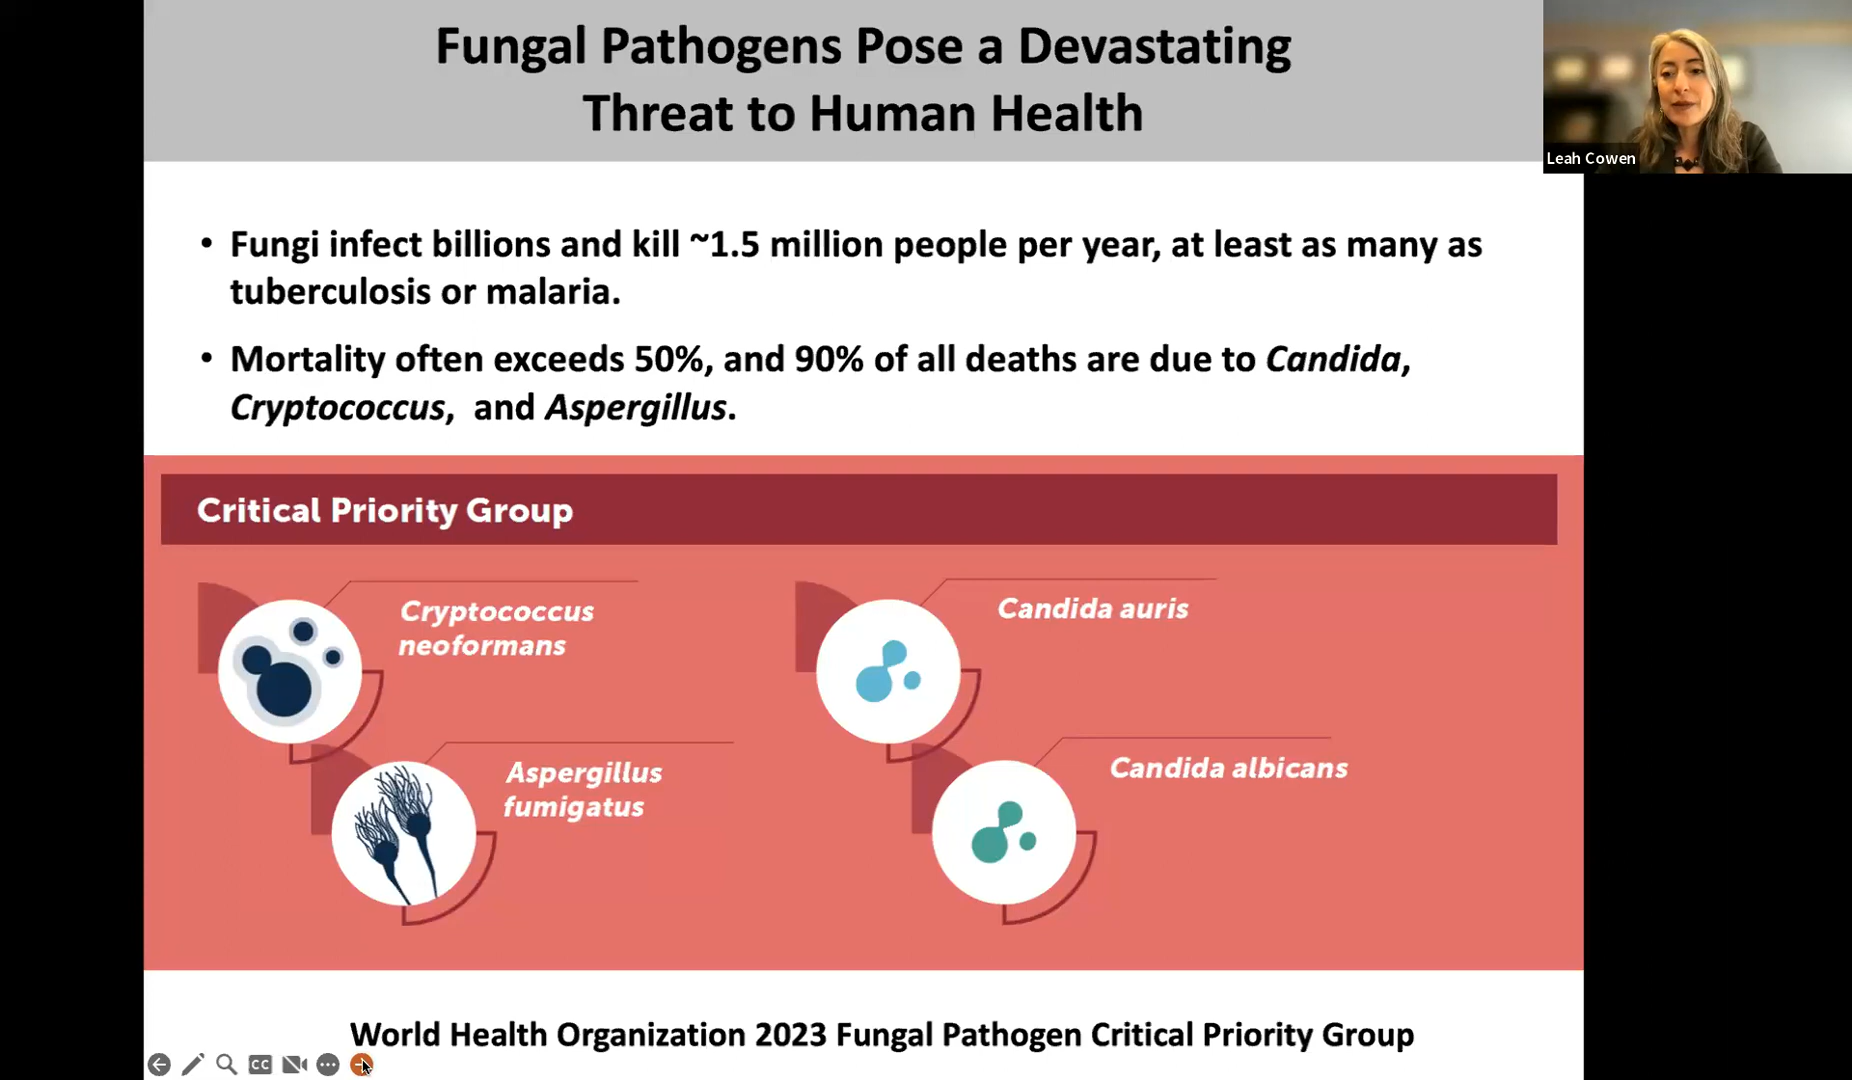 Fungal Pathogens Pose a Devastating
Threat to Human Health
Leah Cowen
• Fungi infect billions and kill ~1.5 million people per year, at least as many as
tuberculosis or malaria.
• Mortality often exceeds 50%, and 90% of all deaths are due to Candida,
Cryptococcus, and Aspergillus.
Critical Priority Group
Cryptococcus
neoformans
Candida auris
Aspergillus
fumigatus
Candida albicans
World Health Organization 2023 Fungal Pathogen Critical Priority Group
CC